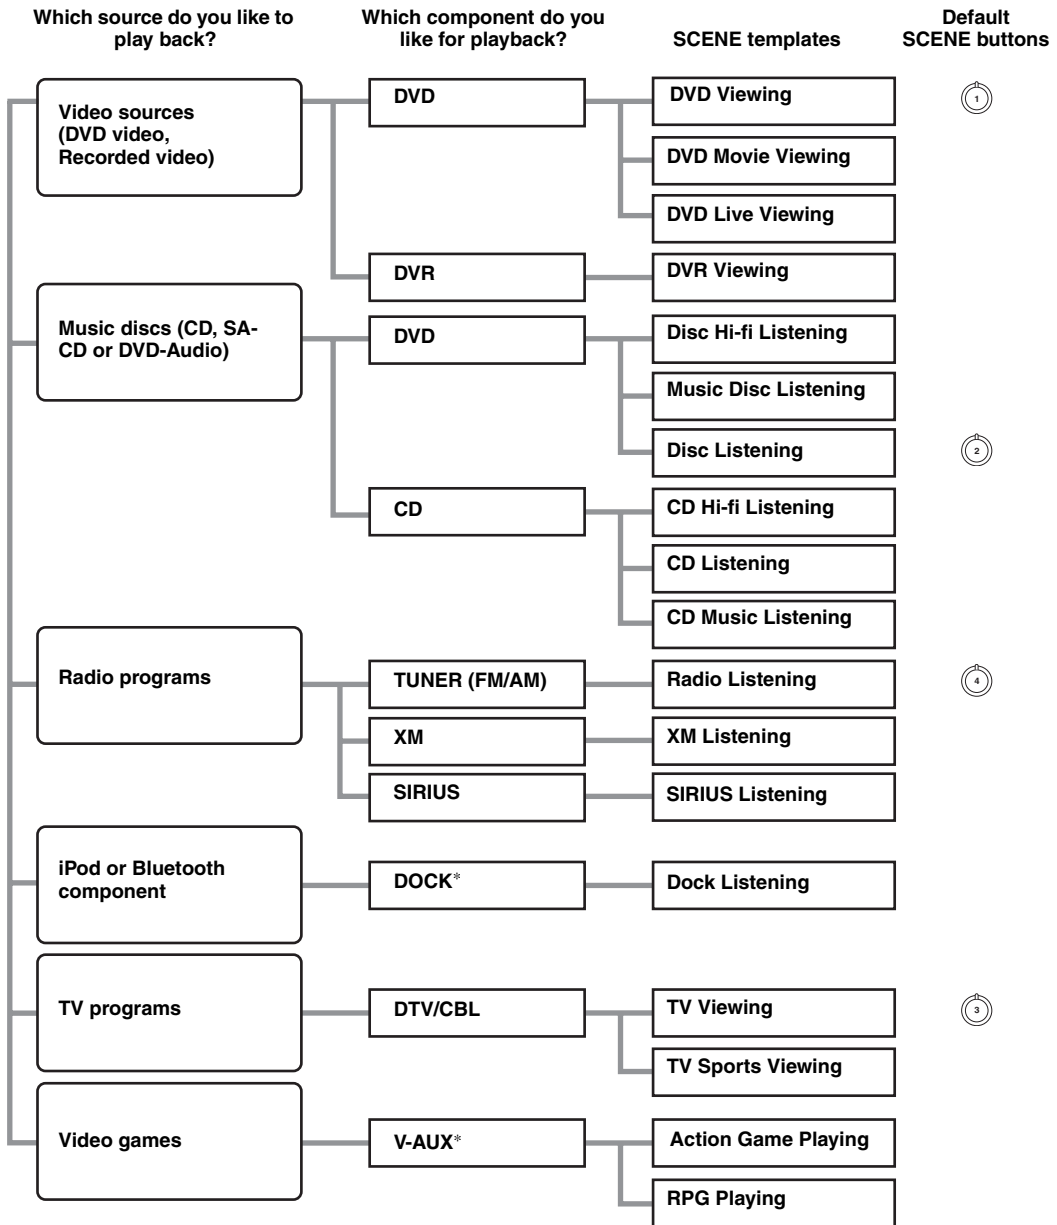 Which source do you like to
play back?
Which component do you
like for playback?
SCENE templates
Default
SCENE buttons
Video sources
(DVD video,
Recorded video)
DVD
DVD Viewing
1
DVD Movie Viewing
DVD Live Viewing
DVR
DVR Viewing
Music discs (CD, SA-
CD or DVD-Audio)
DVD
Disc Hi-fi Listening
Music Disc Listening
Disc Listening
2
CD
CD Hi-fi Listening
CD Listening
CD Music Listening
Radio programs
TUNER (FM/AM)
Radio Listening
4
XM
XM Listening
SIRIUS
SIRIUS Listening
iPod or Bluetooth
component
DOCK*
Dock Listening
TV programs
DTV/CBL
TV Viewing
3
TV Sports Viewing
Video games
V-AUX*
Action Game Playing
RPG Playing